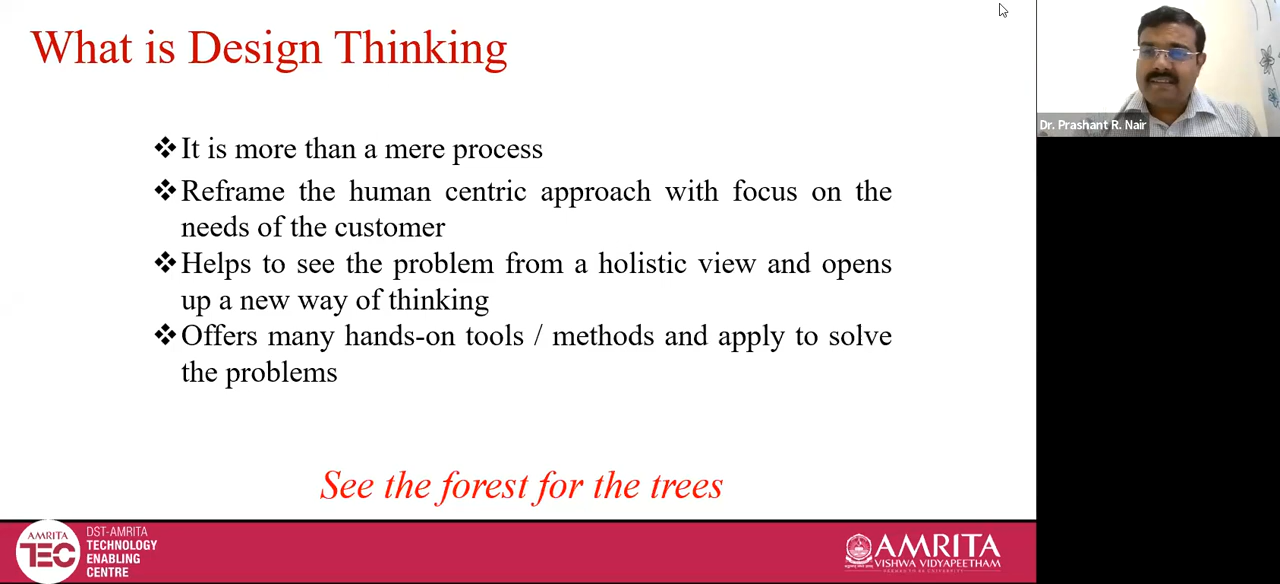 What is Design Thinking
❖It is more than a mere process
❖Reframe the human centric approach with focus on the
needs of the customer
❖Helps to see the problem from a holistic view and opens
up a new way of thinking
❖Offers many hands-on tools / methods and apply to solve
the problems
See the forest for the trees
Dr. Prashant R. Nair
AMRITA
TEC
DST-AMRITA
TECHNOLOGY
ENABLING
CENTRE
AMRITA
VISHWA VIDYAPEETHAM